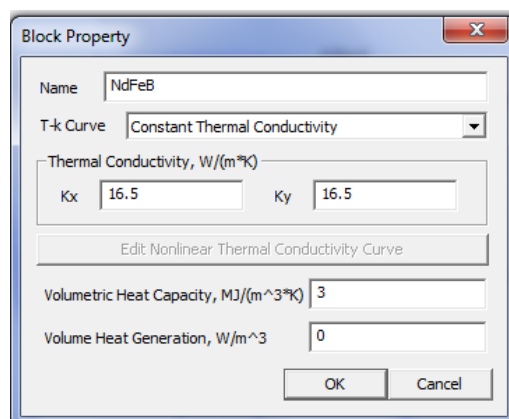 Block Property
Name NdFeB
T-k Curve Constant Thermal Conductivity
Thermal Conductivity, W/(m*K)
Kx 16.5 Ky 16.5
Edit Nonlinear Thermal Conductivity Curve
Volumetric Heat Capacity, MJ/(m^3*K) 3
Volume Heat Generation, W/m^3 0
OK Cancel